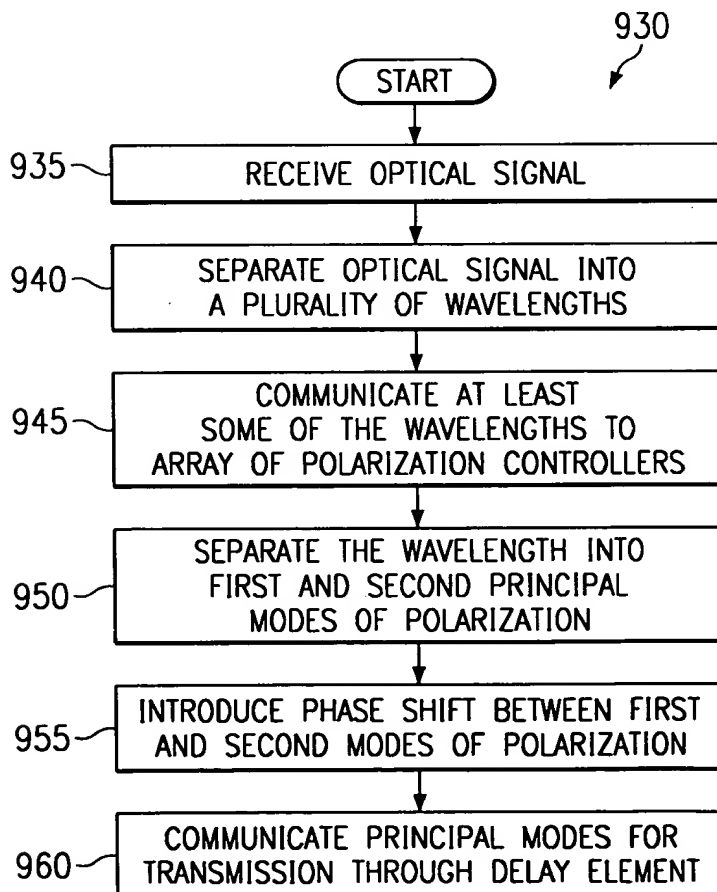 930
START
935
RECEIVE OPTICAL SIGNAL
940
SEPARATE OPTICAL SIGNAL INTO
A PLURALITY OF WAVELENGTHS
945
COMMUNICATE AT LEAST
SOME OF THE WAVELENGTHS TO
ARRAY OF POLARIZATION CONTROLLERS
950
SEPARATE THE WAVELENGTH INTO
FIRST AND SECOND PRINCIPAL
MODES OF POLARIZATION
955
INTRODUCE PHASE SHIFT BETWEEN FIRST
AND SECOND MODES OF POLARIZATION
960
COMMUNICATE PRINCIPAL MODES FOR
TRANSMISSION THROUGH DELAY ELEMENT